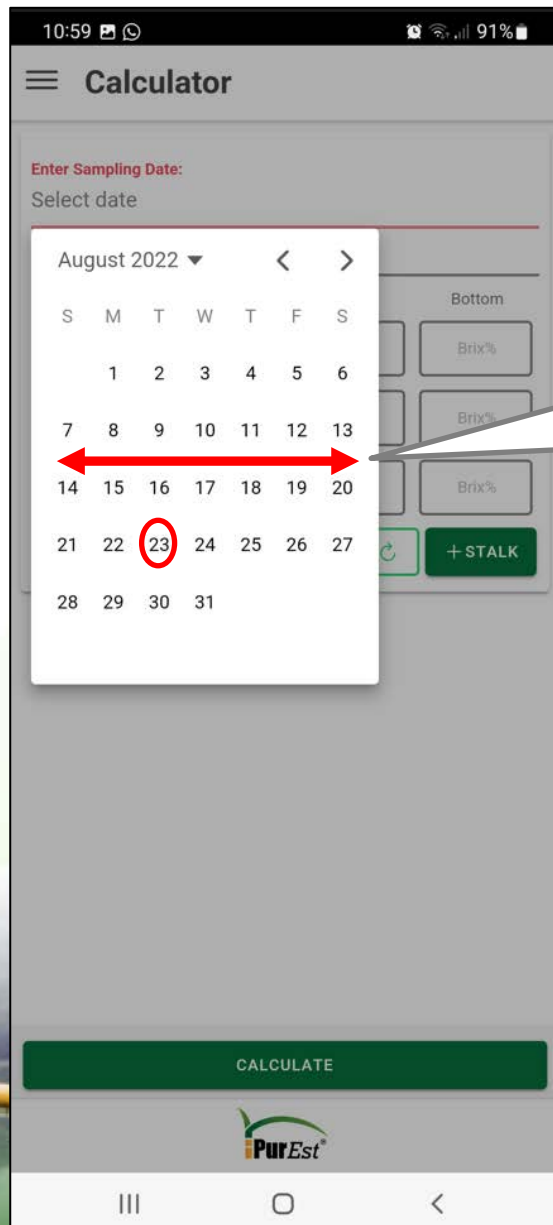 10:59 91%
Calculator
Enter Sampling Date:
Select date
August 2022
S M T W T F S
1 2 3 4 5 6
7 8 9 10 11 12 13
14 15 16 17 18 19 20
21 22 23 24 25 26 27
28 29 30 31
Bottom
Brix%
Brix%
Brix%
+ STALK
CALCULATE
iPurEst®